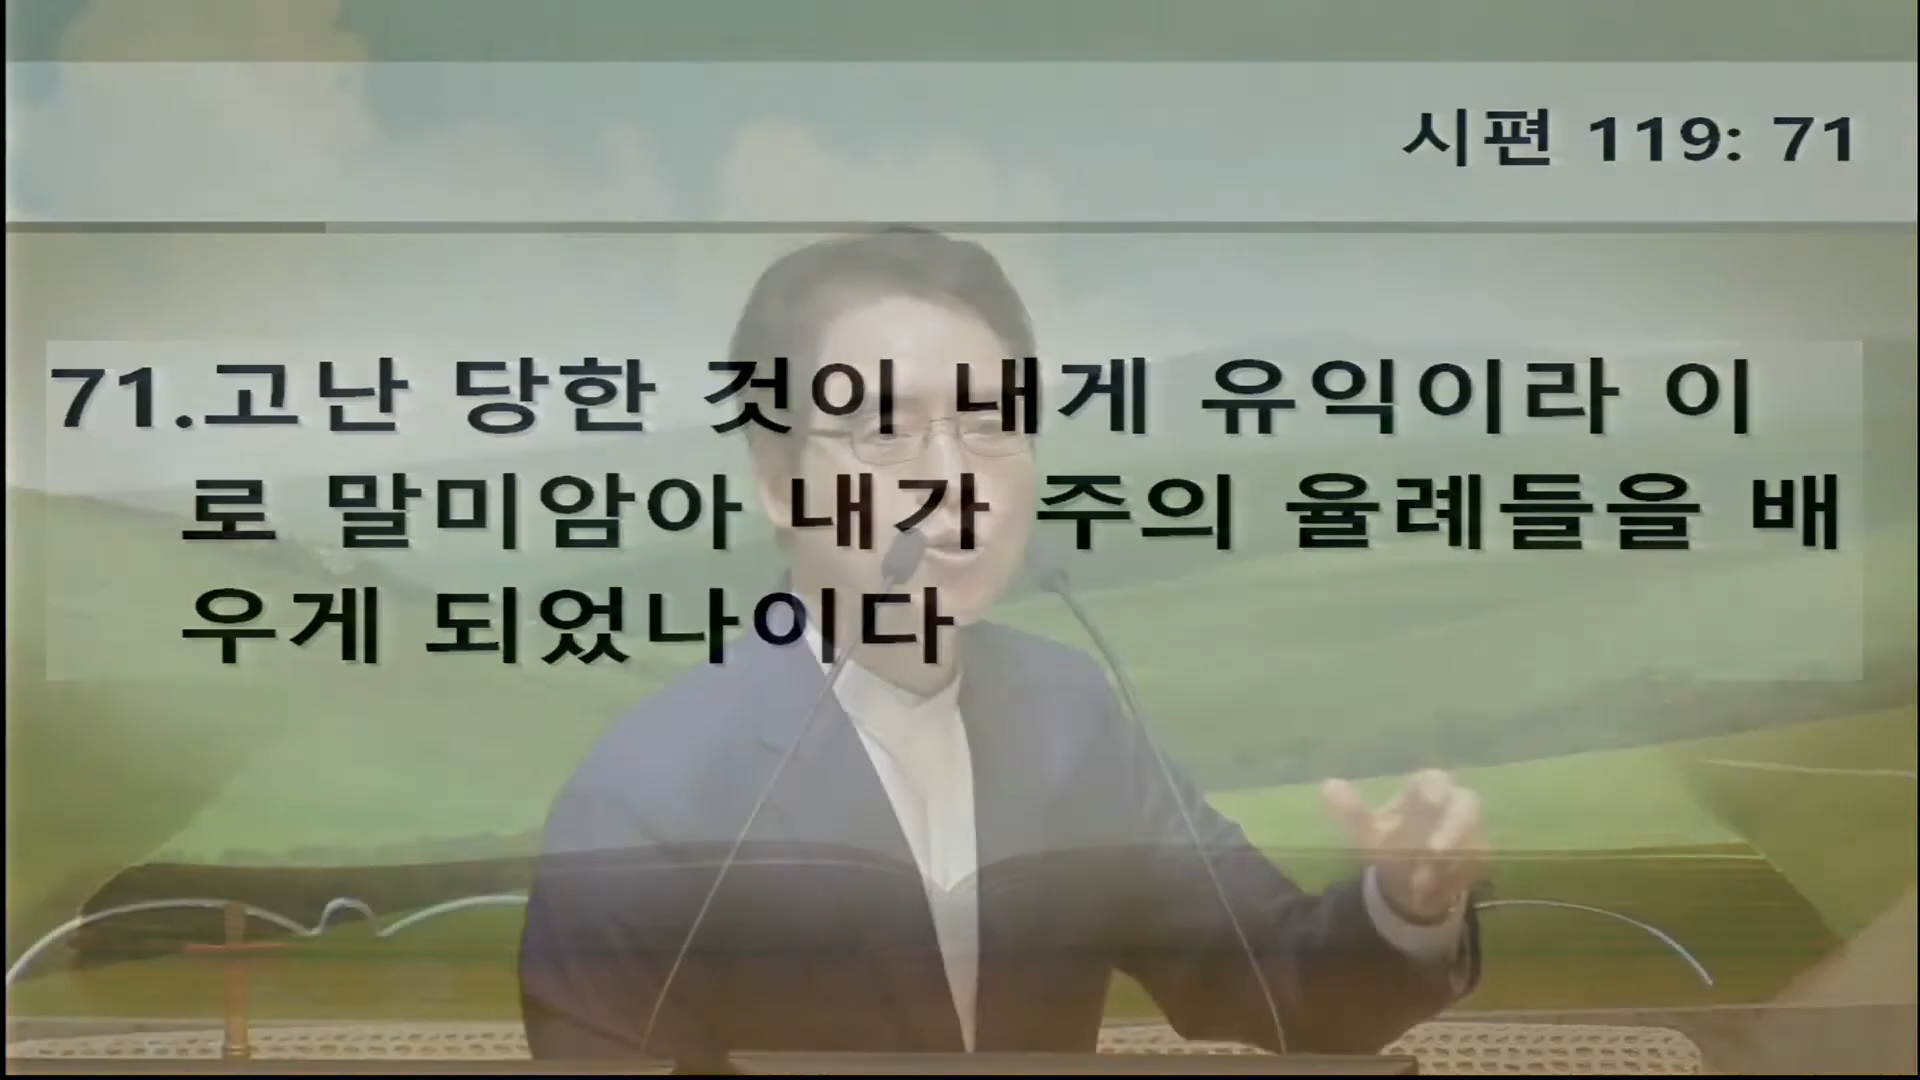 시편 119: 71
71.고난 당한 것이 내게 유익이라 이
로 말미암아 내가 주의 율례들을 배
우게 되었나이다